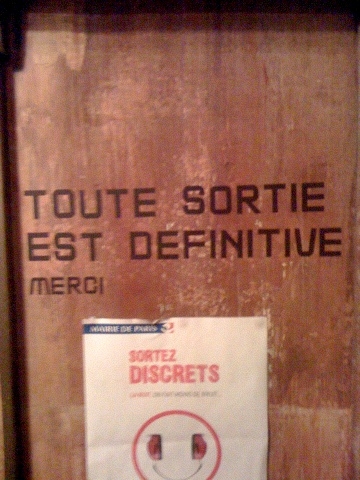 TOUTE SORTIE
EST DEFINITIVE
MERCI
MAIRIE DE PARIS
SORTEZ
DISCRETS